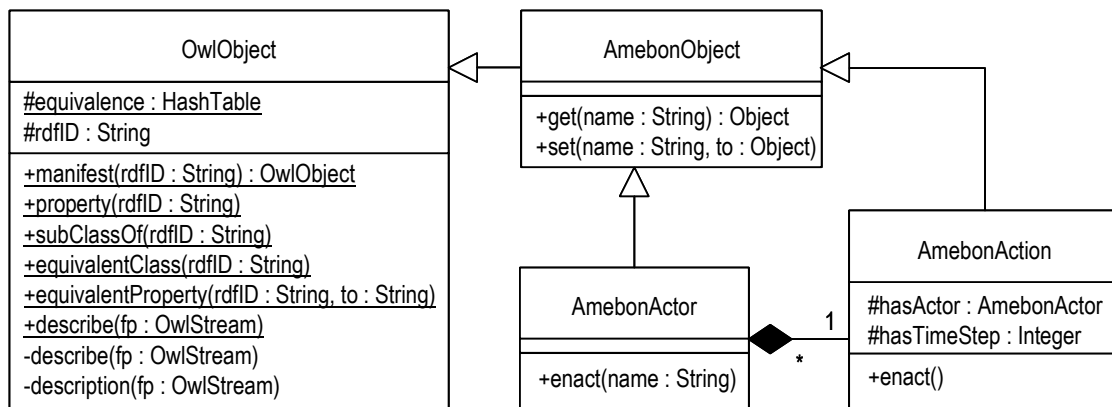 OwlObject
#equivalence : HashTable
#rdfID : String
+manifest(rdfID : String) : OwlObject
+property(rdfID : String)
+subClassOf(rdfID : String)
+equivalentClass(rdfID : String)
+equivalentProperty(rdfID : String, to : String)
+describe(fp : OwlStream)
-describe(fp : OwlStream)
-description(fp : OwlStream)
AmebonObject
+get(name : String) : Object
+set(name : String, to : Object)
AmebonActor
+enact(name : String)
1
*
AmebonAction
#hasActor : AmebonActor
#hasTimeStep : Integer
+enact()